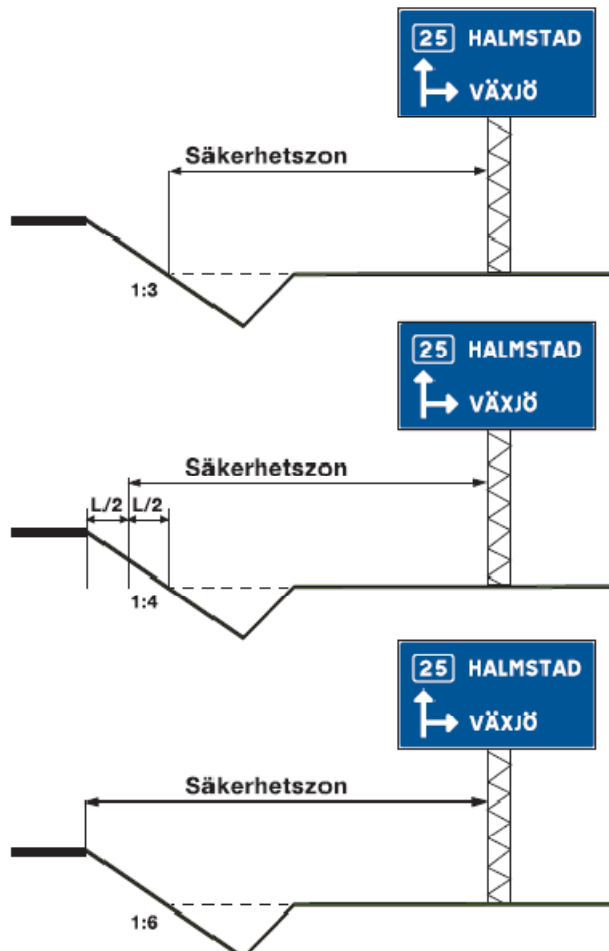 25 HALMSTAD
VÄXJÖ
Säkerhetszon
1:3
25 HALMSTAD
VÄXJÖ
Säkerhetszon
L/2 L/2
1:4
25 HALMSTAD
VÄXJÖ
Säkerhetszon
1:6